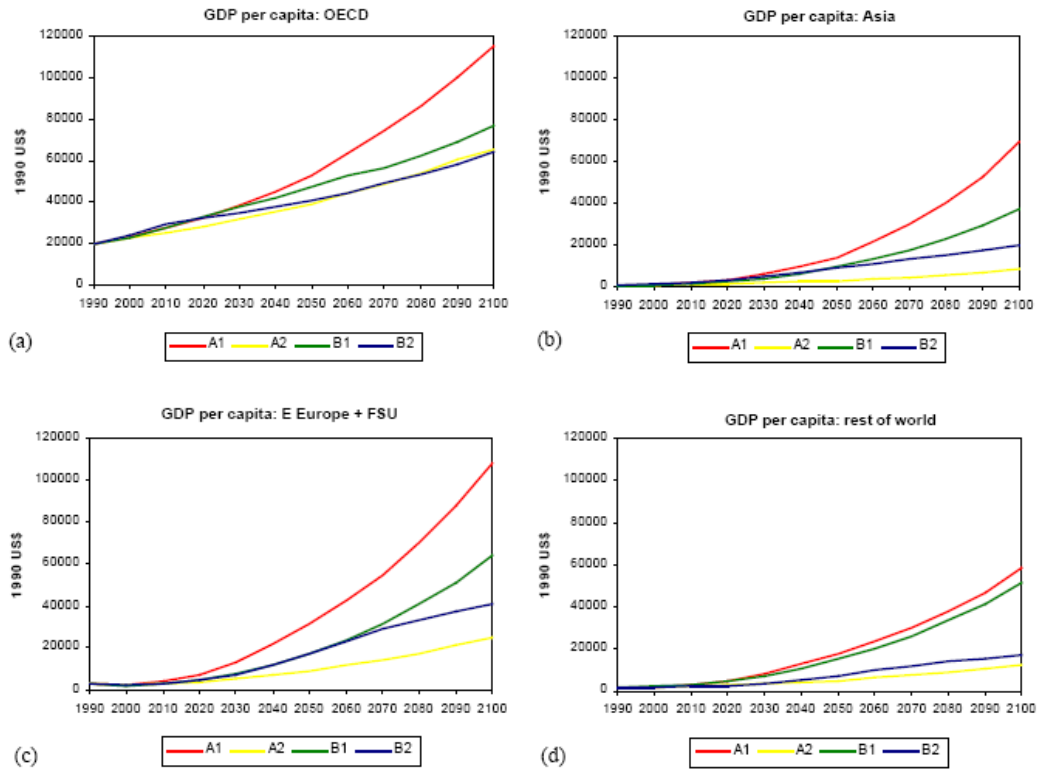 GDP per capita: OECD
120000
100000
80000
60000
40000
20000
0
1990 US$
1990 2000 2010 2020 2030 2040 2050 2060 2070 2080 2090 2100
A1 A2 B1 B2
(a)
GDP per capita: Asia
120000
100000
80000
60000
40000
20000
0
1990 US$
1990 2000 2010 2020 2030 2040 2050 2060 2070 2080 2090 2100
A1 A2 B1 B2
(b)
GDP per capita: E Europe + FSU
120000
100000
80000
60000
40000
20000
0
1990 US$
1990 2000 2010 2020 2030 2040 2050 2060 2070 2080 2090 2100
A1 A2 B1 B2
(c)
GDP per capita: rest of world
120000
100000
80000
60000
40000
20000
0
1990 US$
1990 2000 2010 2020 2030 2040 2050 2060 2070 2080 2090 2100
A1 A2 B1 B2
(d)